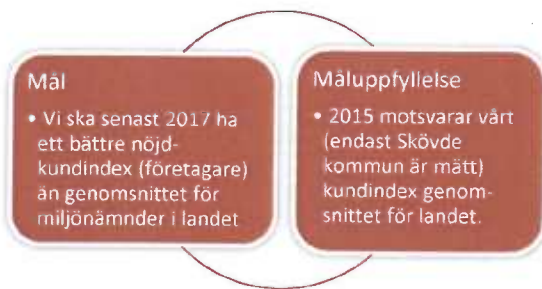 Mål
• Vi ska senast 2017 ha
ett bättre nöjd-
kundindex (företagare)
än genomsnittet för
miljönämnder i landet
Måluppfyllelse
• 2015 motsvarar vårt
(endast Skövde
kommun är mätt)
kundindex genom-
snittet för landet.